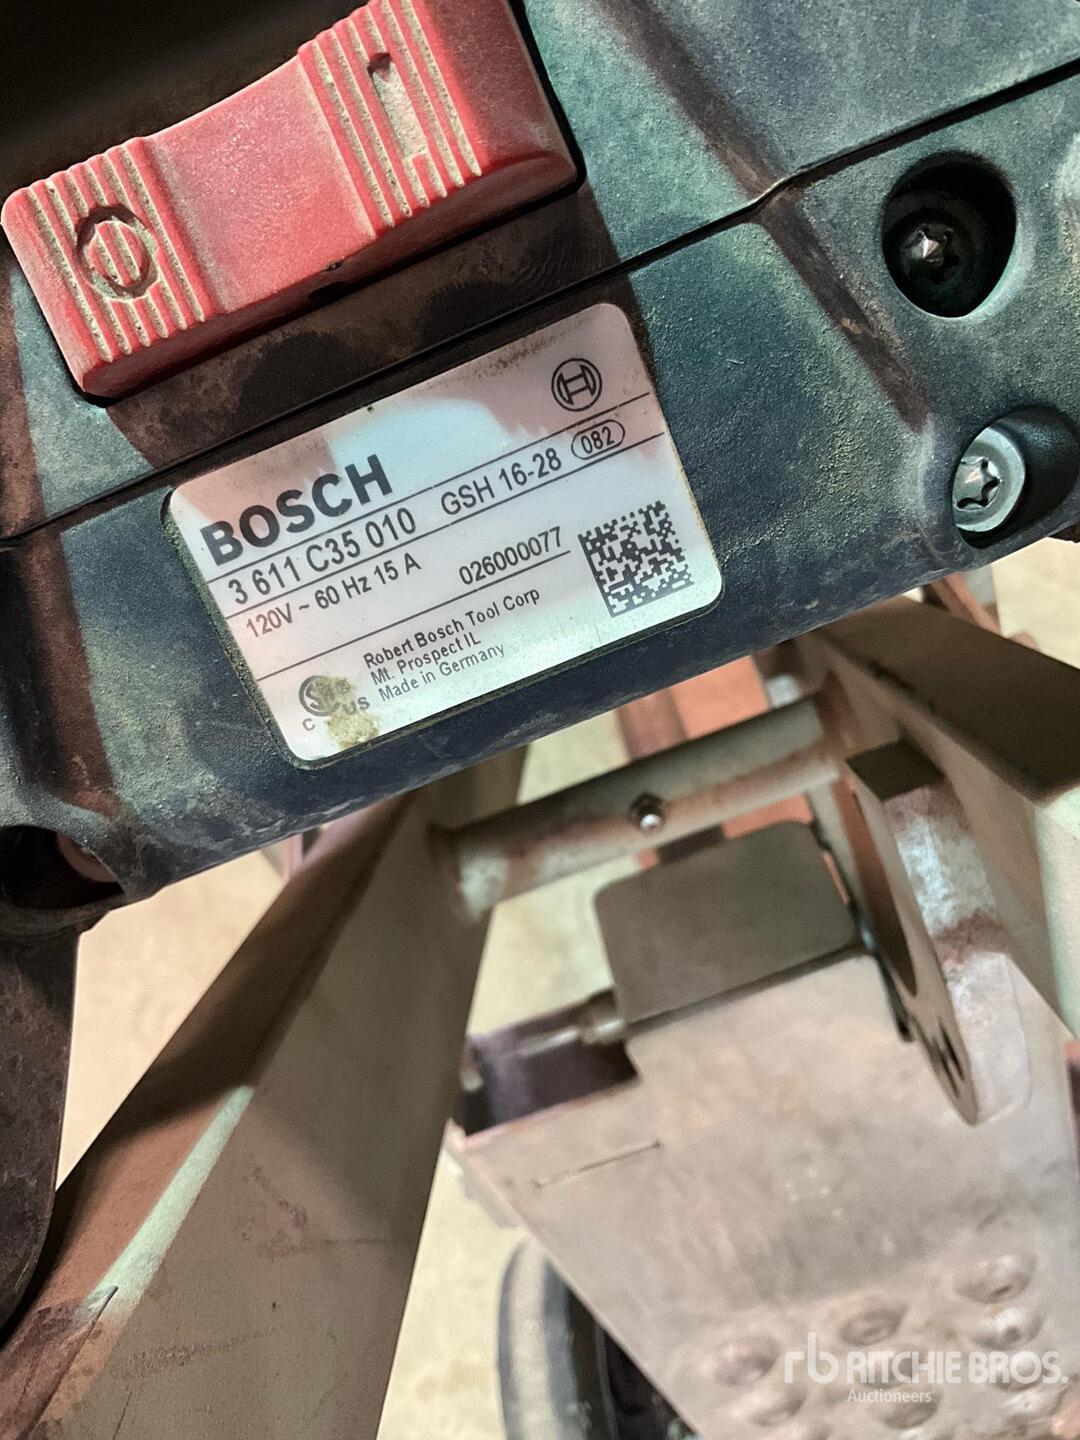 BOSCH
3 611 C35 010 GSH 16-28 082
120V ~ 60 Hz 15 A 026000077
Robert Bosch Tool Corp
Mt. Prospect IL
Made in Germany
C US
rb RITCHIE BROS.
Auctioneers